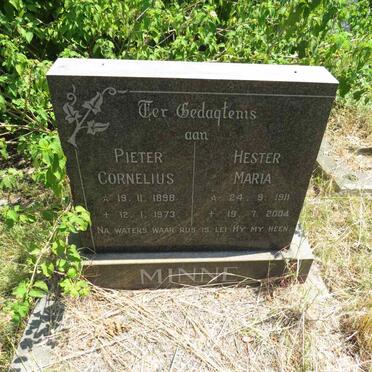 Ter Gedagtenis
aan
PIETER
CORNELIUS
* 19. 11. 1898
+ 12. 1. 1973
HESTER
MARIA
* 24. 9. 1911
+ 19. 7. 2004
NA WATERS WAAR RUS IS, LEI HY MY HEEN
MINNE